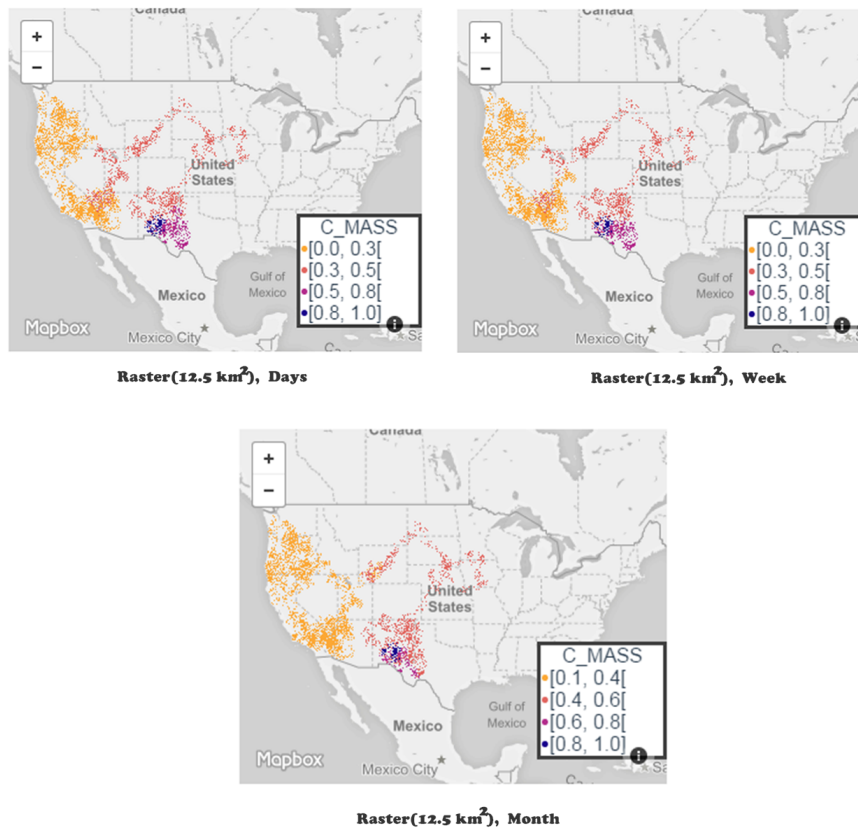 Canada
+
−
United
States
Gulf of
Mexico
Mexico
Mexico City
Mapbox
C_MASS
[0.0, 0.3[
[0.3, 0.5[
[0.5, 0.8[
[0.8, 1.0]
i
Raster(12.5 km²), Days
Canada
+
−
United
States
Gulf of
Mexico
Mexico
Mexico City
Mapbox
C_MASS
[0.0, 0.3[
[0.3, 0.5[
[0.5, 0.8[
[0.8, 1.0]
i
Raster(12.5 km²), Week
Canada
+
−
United
States
Gulf of
Mexico
Mexico
Mexico City
Mapbox
C_MASS
[0.1, 0.4[
[0.4, 0.6[
[0.6, 0.8[
[0.8, 1.0]
i
Raster(12.5 km²), Month